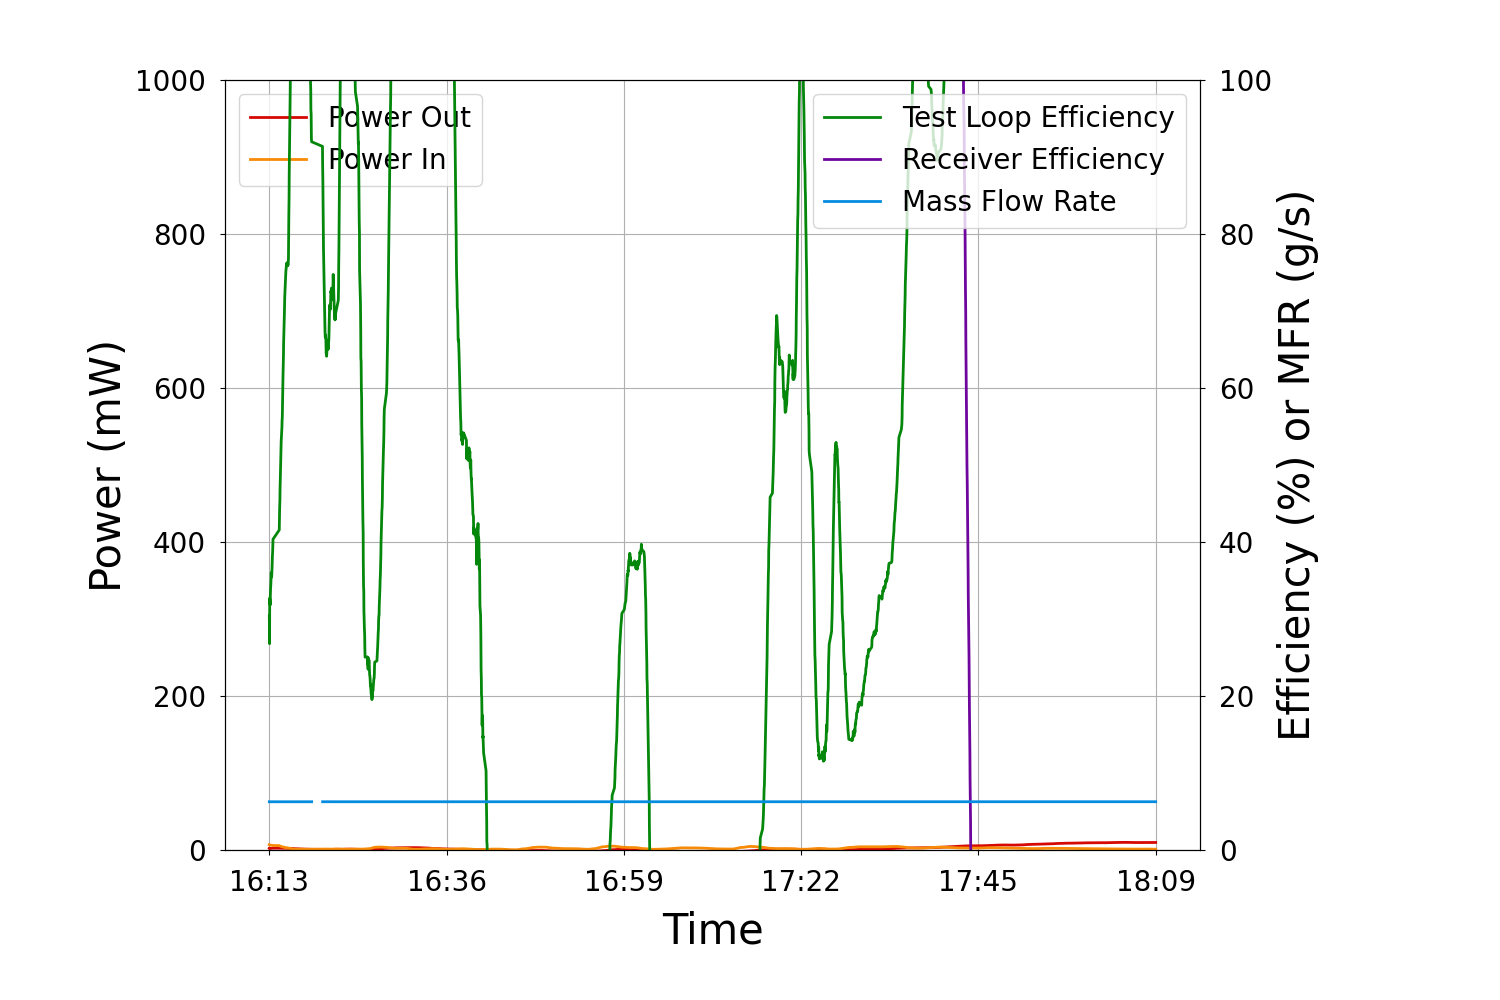 1000
800
600
400
200
0
Power (mW)
Power Out
Power In
Test Loop Efficiency
Receiver Efficiency
Mass Flow Rate
100
80
60
40
20
0
Efficiency (%) or MFR (g/s)
16:13 16:36 16:59 17:22 17:45 18:09
Time